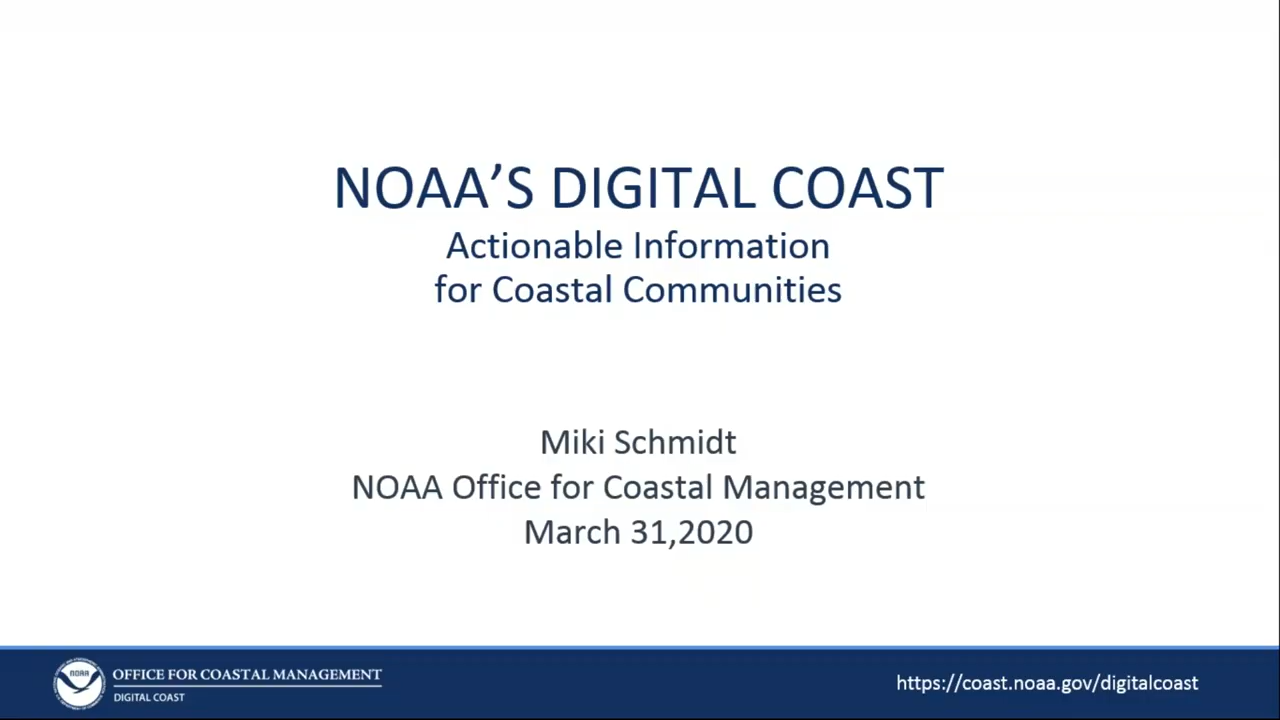 NOAA’S DIGITAL COAST
Actionable Information
for Coastal Communities
Miki Schmidt
NOAA Office for Coastal Management
March 31,2020
NOAA
OFFICE FOR COASTAL MANAGEMENT
DIGITAL COAST
https://coast.noaa.gov/digitalcoast